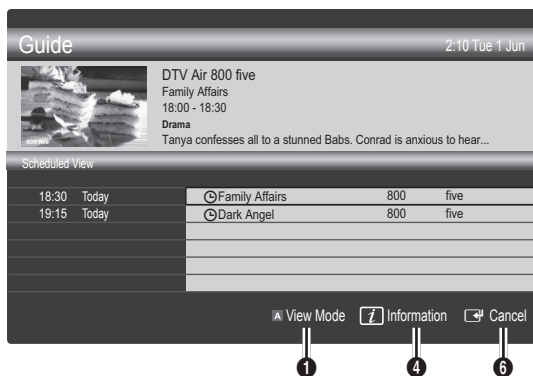 Guide 2:10 Tue 1 Jun
DTV Air 800 five
Family Affairs
18:00 - 18:30
Drama
Tanya confesses all to a stunned Babs. Conrad is anxious to hear...
800 five
Scheduled View
18:30 Today Family Affairs 800 five
19:15 Today Dark Angel 800 five
A View Mode i Information Cancel
1 4 6